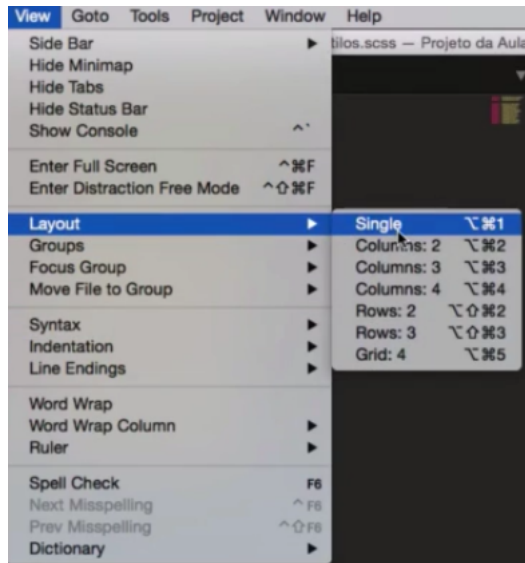 View Goto Tools Project Window Help
tilos.scss — Projeto da Aula
Side Bar
Hide Minimap
Hide Tabs
Hide Status Bar
Show Console ^`
Enter Full Screen ^⌘F
Enter Distraction Free Mode ^⇧⌘F
Layout
Groups
Focus Group
Move File to Group
Syntax
Indentation
Line Endings
Word Wrap
Word Wrap Column
Ruler
Spell Check F6
Next Misspelling ^F6
Prev Misspelling ^⇧F6
Dictionary
Single ⌥⌘1
Columns: 2 ⌥⌘2
Columns: 3 ⌥⌘3
Columns: 4 ⌥⌘4
Rows: 2 ⌥⇧⌘2
Rows: 3 ⌥⇧⌘3
Grid: 4 ⌥⌘5